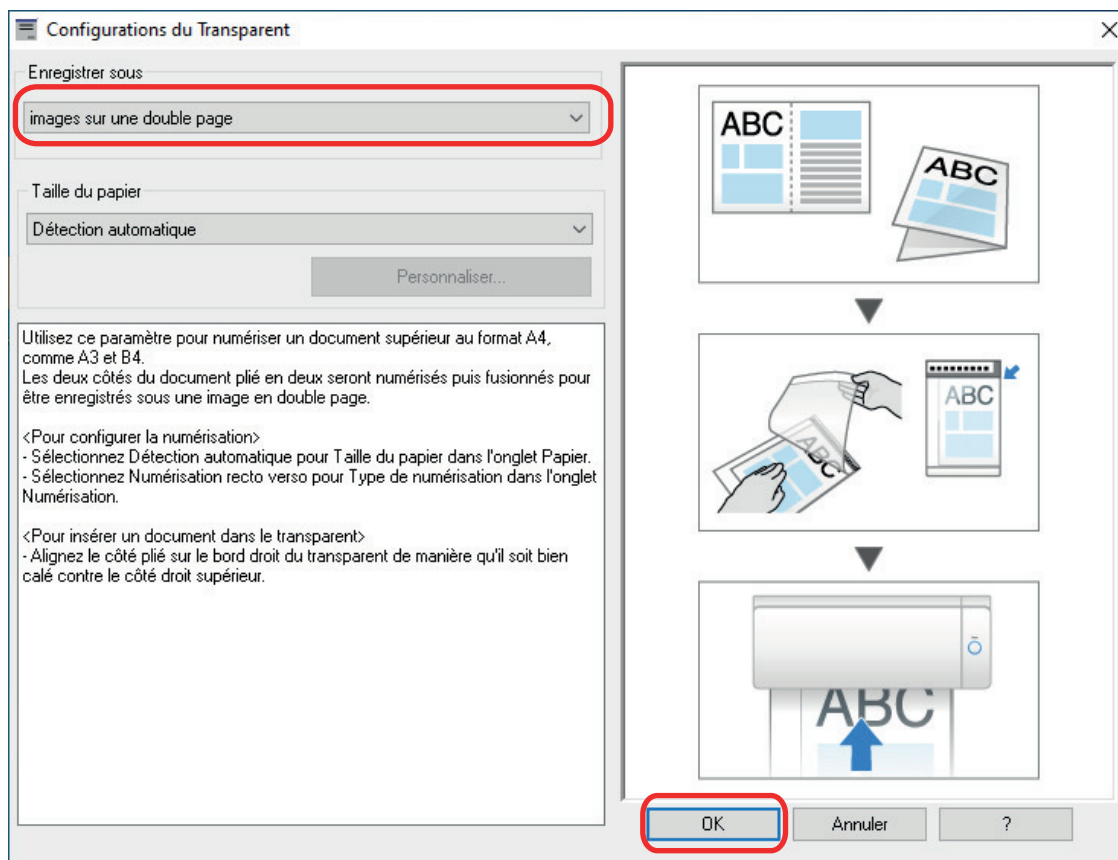 Configurations du Transparent
Enregistrer sous
images sur une double page
Taille du papier
Détection automatique
Personnaliser...
Utilisez ce paramètre pour numériser un document supérieur au format A4,
comme A3 et B4.
Les deux côtés du document plié en deux seront numérisés puis fusionnés pour
être enregistrés sous une image en double page.
<Pour configurer la numérisation>
- Sélectionnez Détection automatique pour Taille du papier dans l'onglet Papier.
- Sélectionnez Numérisation recto verso pour Type de numérisation dans l'onglet
Numérisation.
<Pour insérer un document dans le transparent>
- Alignez le côté plié sur le bord droit du transparent de manière qu'il soit bien
calé contre le côté droit supérieur.
ABC
ABC
ABC
ABC
ABC
OK
Annuler
?